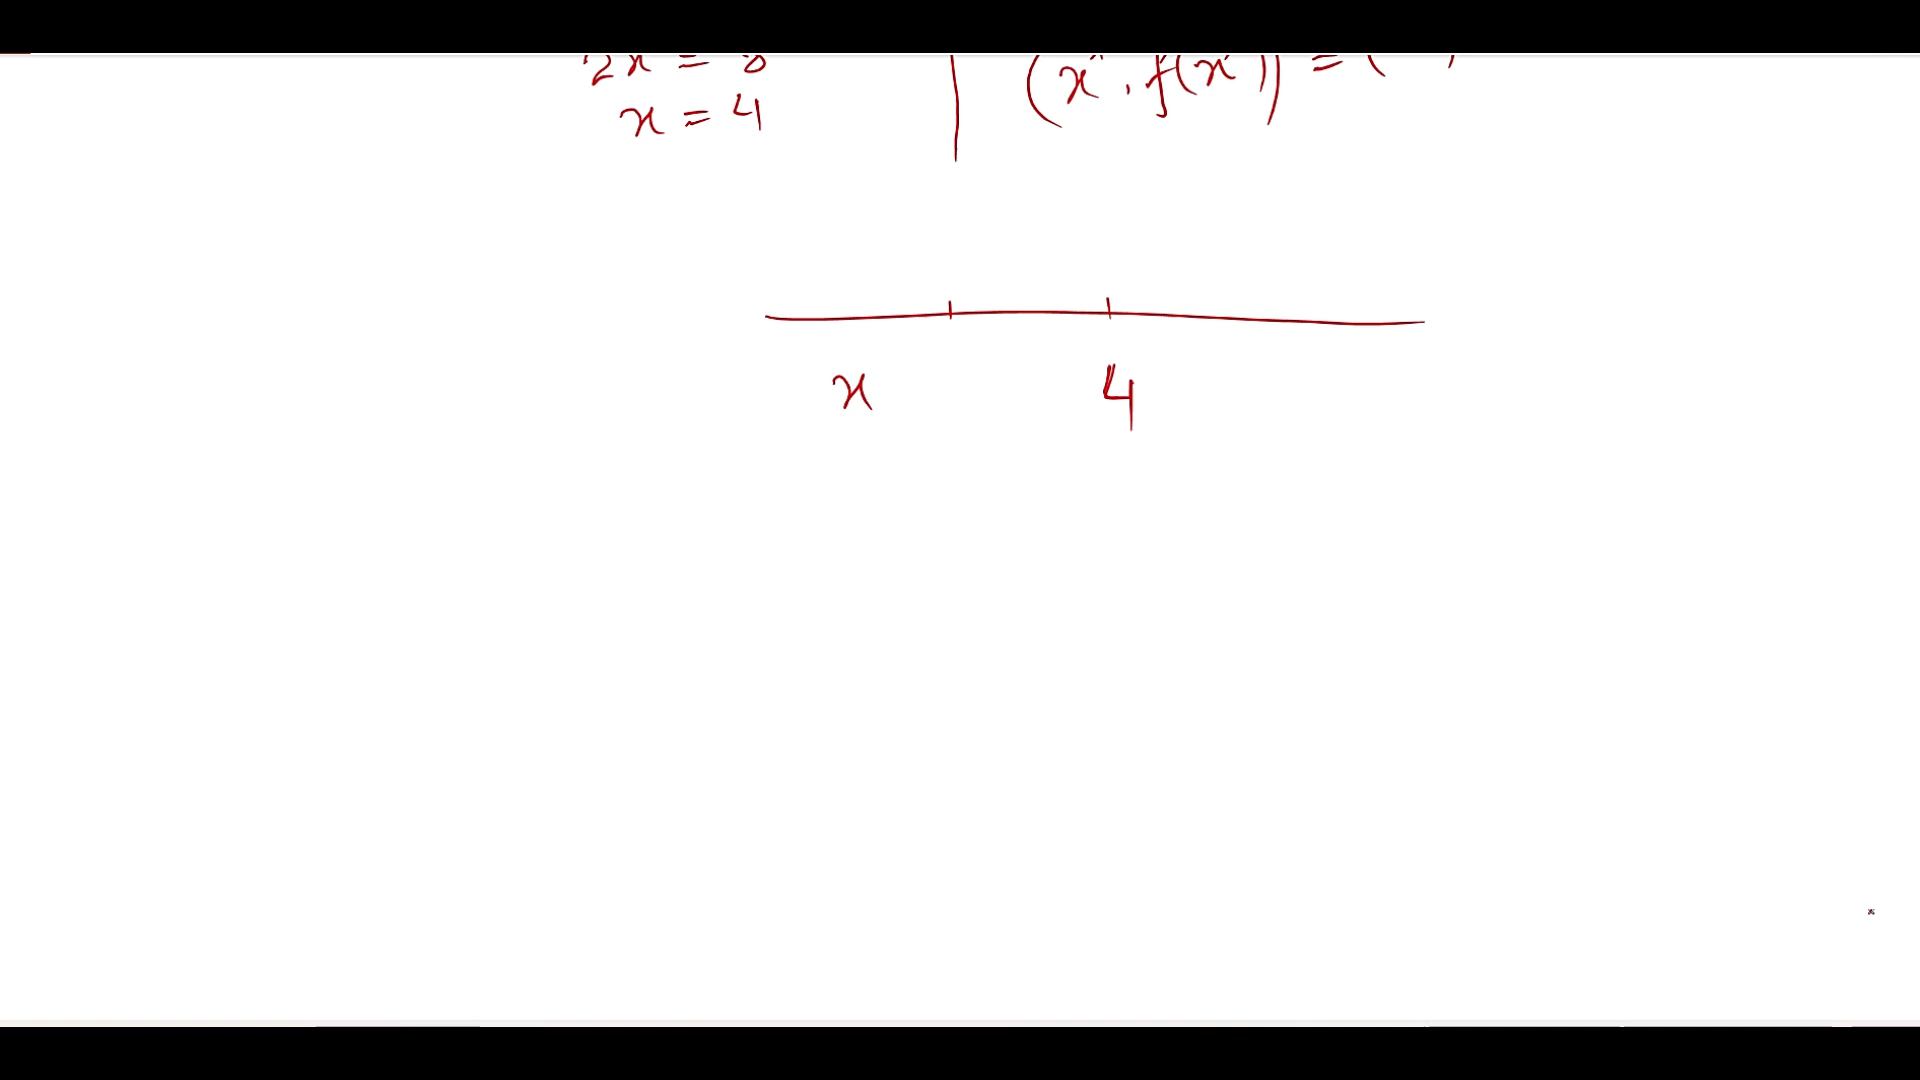 2x = 8
x = 4
(x*, f(x*)) = ( ,
x 4